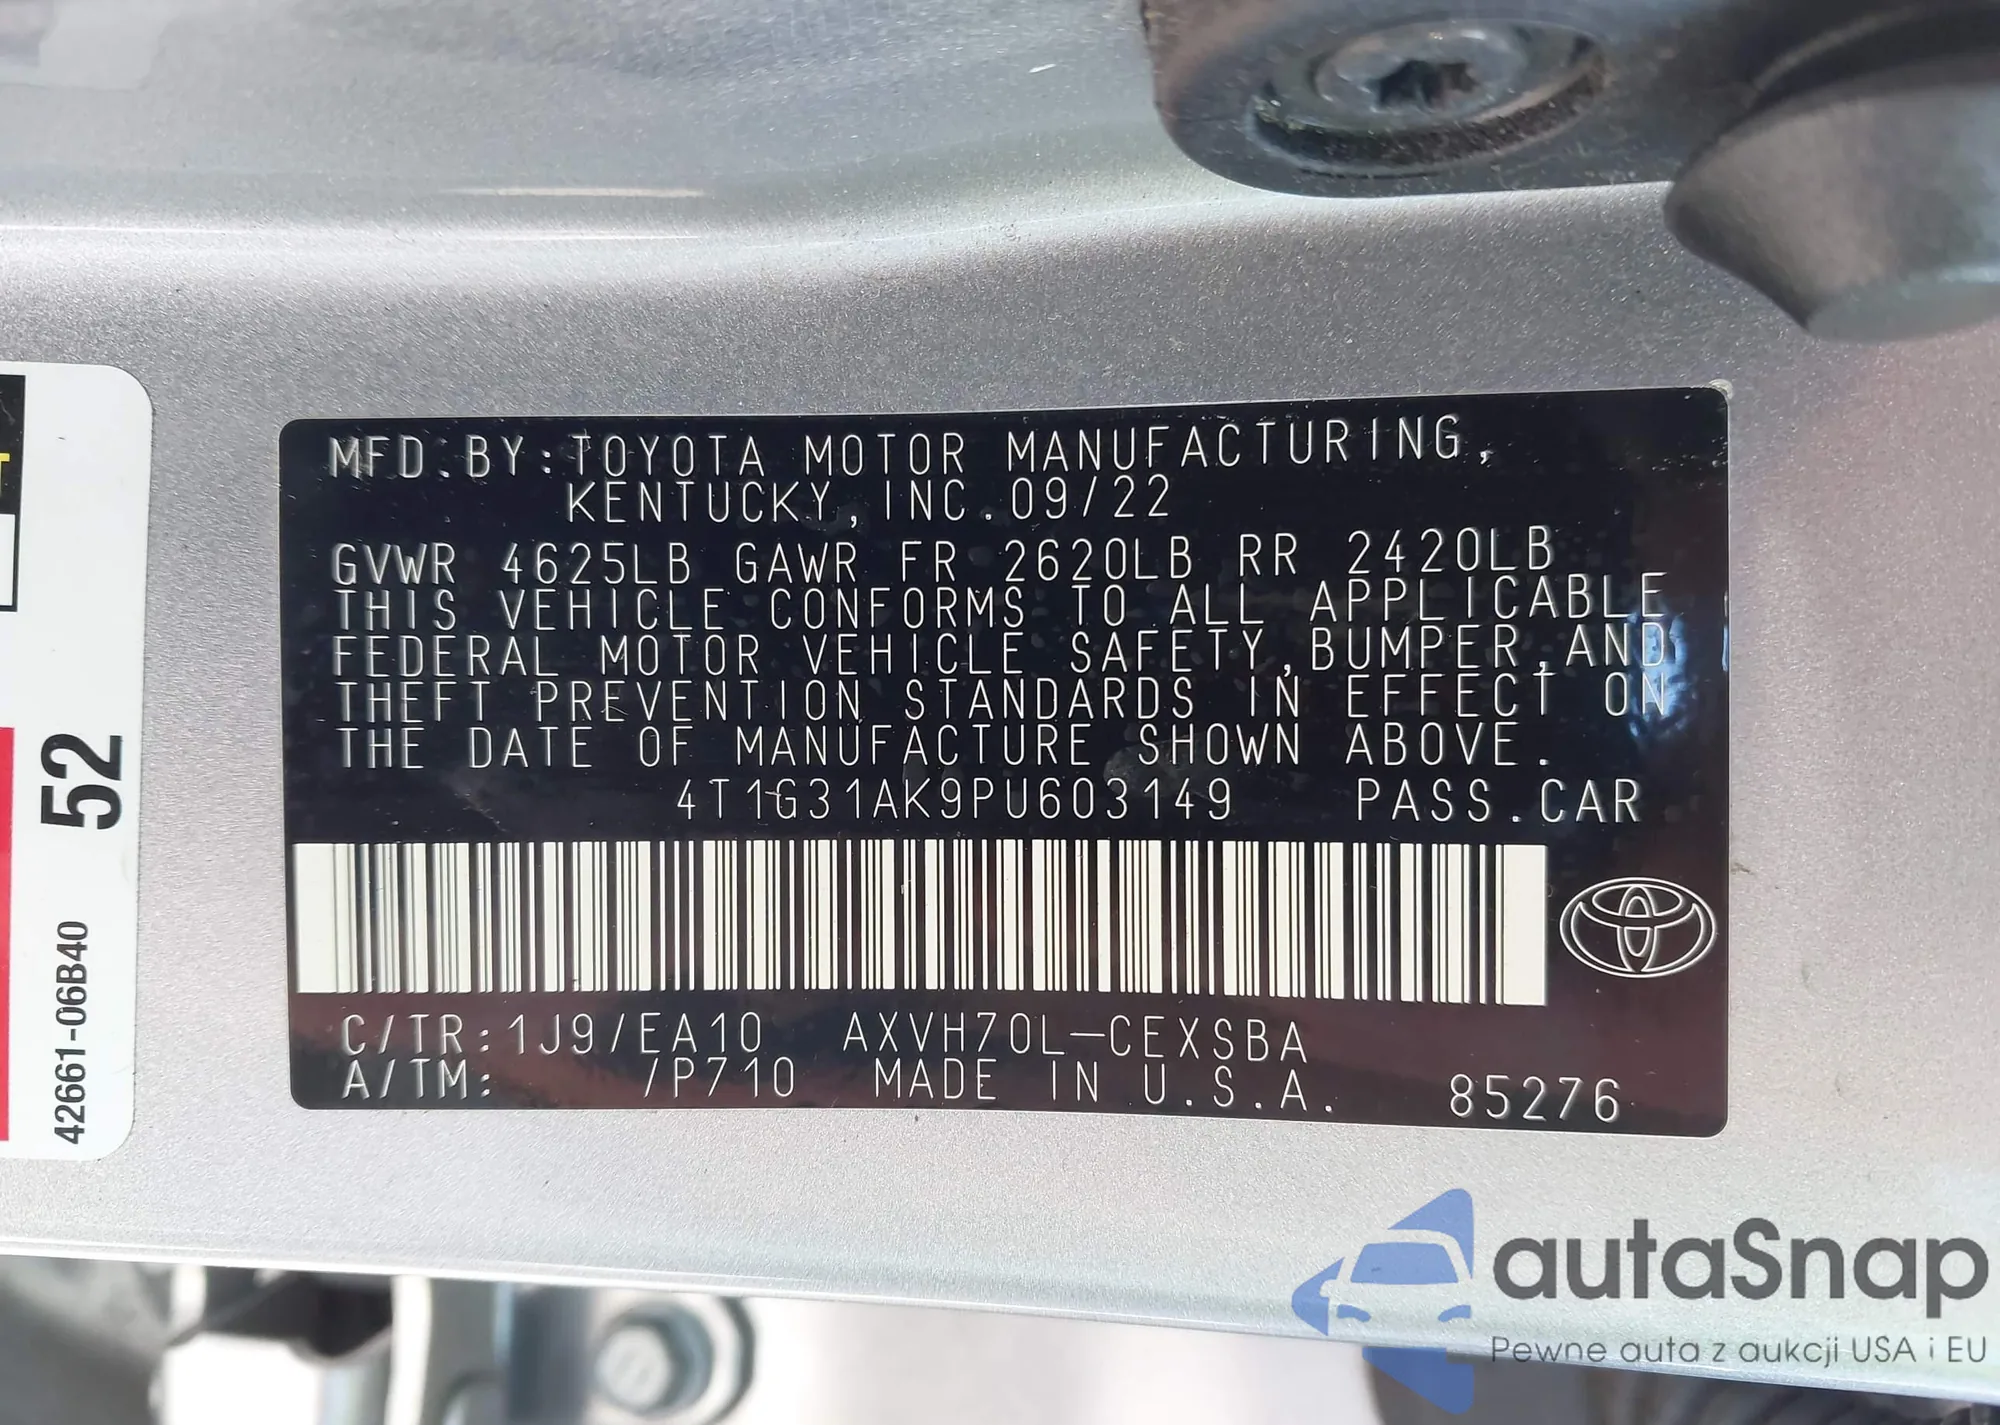 MFD.BY:TOYOTA MOTOR MANUFACTURING,
KENTUCKY,INC.09/22
GVWR 4625LB GAWR FR 2620LB RR 2420LB
THIS VEHICLE CONFORMS TO ALL APPLICABLE
FEDERAL MOTOR VEHICLE SAFETY,BUMPER,AND
THEFT PREVENTION STANDARDS IN EFFECT ON
THE DATE OF MANUFACTURE SHOWN ABOVE.
4T1G31AK9PU603149 PASS.CAR
C/TR:1J9/EA10 AXVH70L-CEXSBA
A/TM: /P710 MADE IN U.S.A. 85276
52
42661-06B40
T
autaSnap
Pewne auta z aukcji USA i EU